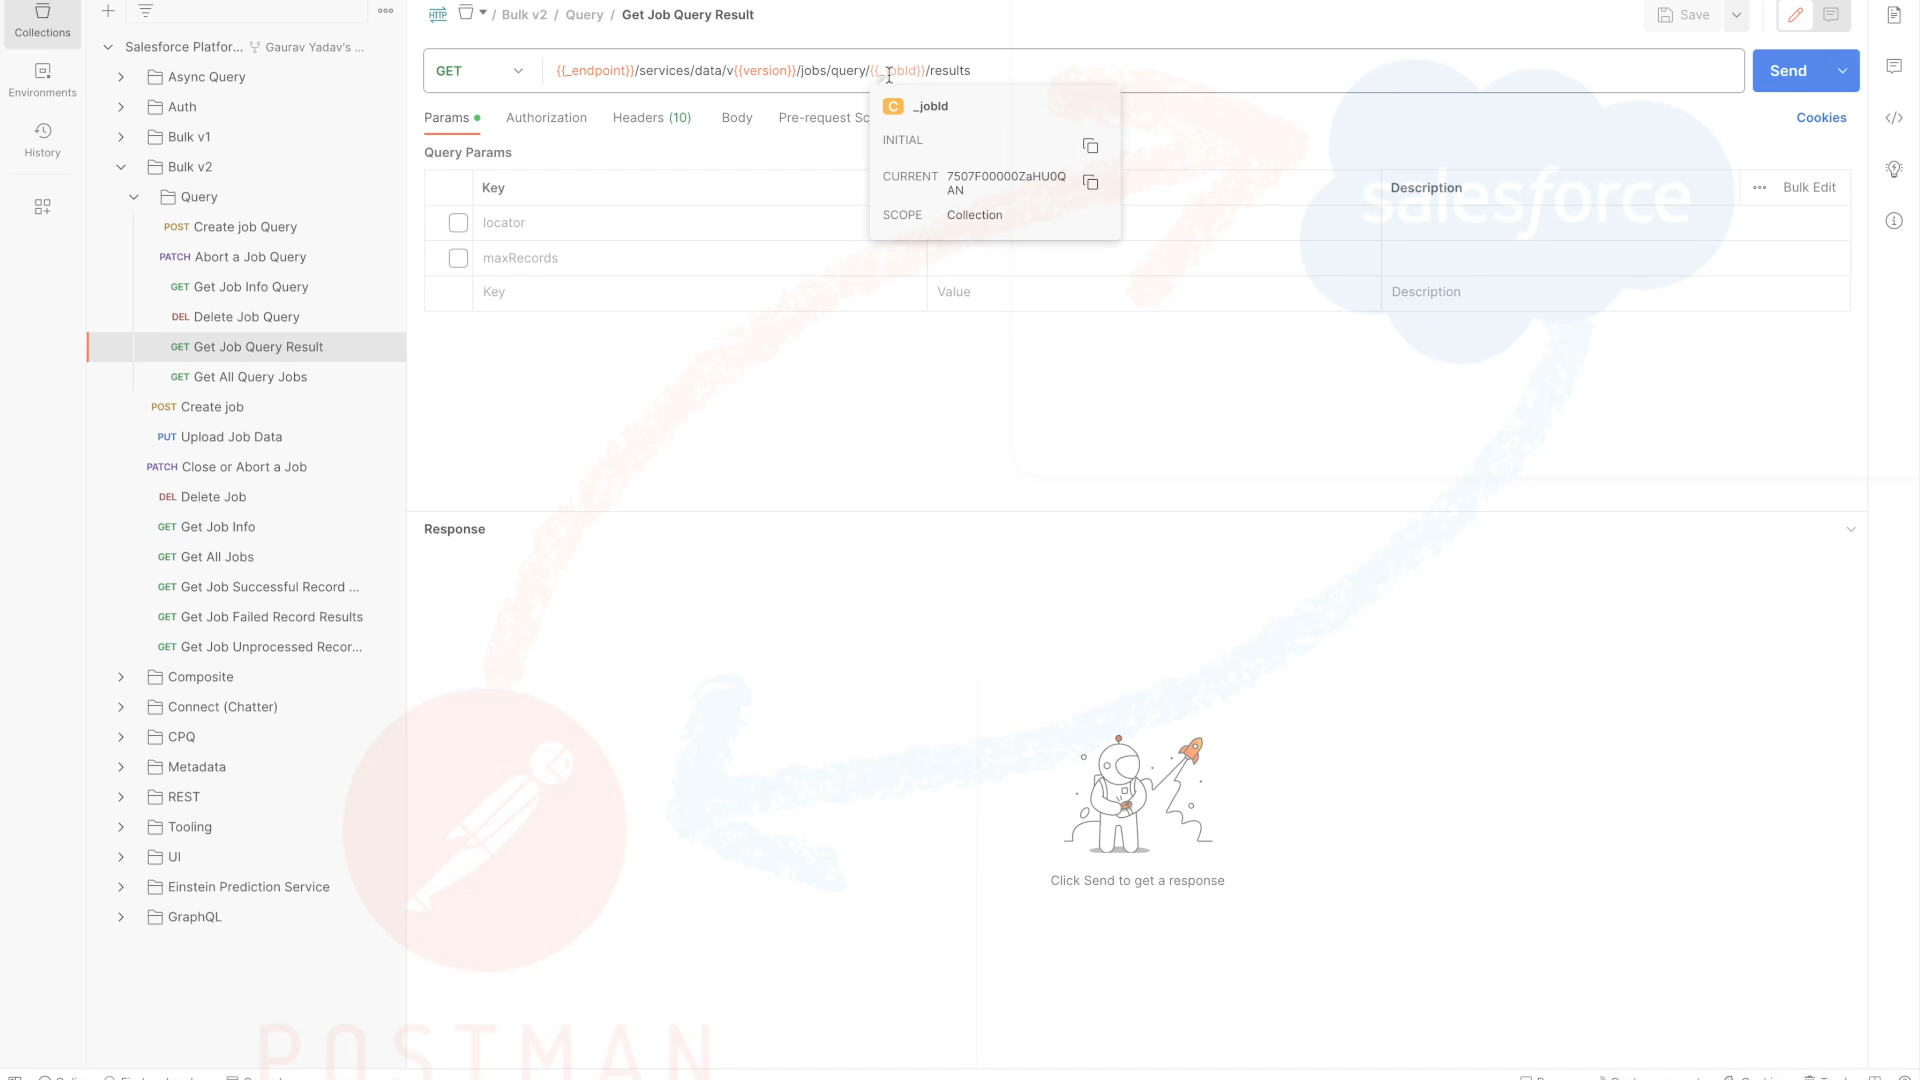 Collections
Environments
History
Salesforce Platfor... Gaurav Yadav's ...
Async Query
Auth
Bulk v1
Bulk v2
Query
POST Create job Query
PATCH Abort a Job Query
GET Get Job Info Query
DEL Delete Job Query
GET Get Job Query Result
GET Get All Query Jobs
POST Create job
PUT Upload Job Data
PATCH Close or Abort a Job
DEL Delete Job
GET Get Job Info
GET Get All Jobs
GET Get Job Successful Record ...
GET Get Job Failed Record Results
GET Get Job Unprocessed Recor...
Composite
Connect (Chatter)
CPQ
Metadata
REST
Tooling
UI
Einstein Prediction Service
GraphQL
HTTP / Bulk v2 / Query / Get Job Query Result
Save
GET {{_endpoint}}/services/data/v{{version}}/jobs/query/{{_jobId}}/results
Send
Params Authorization Headers (10) Body Pre-request Sc
Cookies
C _jobId
INITIAL
CURRENT 7507F00000ZaHU0Q
AN
SCOPE Collection
Query Params
Key Description Bulk Edit
locator
maxRecords
Key Value Description
salesforce
Response
Click Send to get a response
POSTMAN